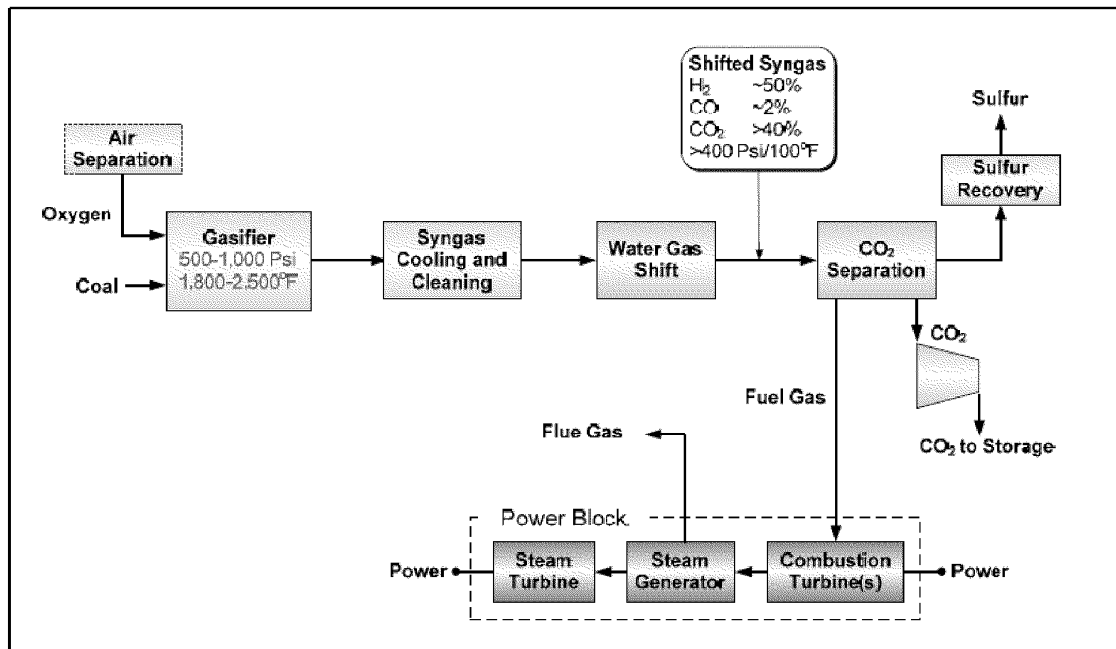 Shifted Syngas
H₂ ~50%
CO ~2%
CO₂ >40%
>400 Psi/100°F
Sulfur
Air
Separation
Sulfur
Recovery
Oxygen
Gasifier
500-1,000 Psi
1,800-2,500°F
Coal
Syngas
Cooling and
Cleaning
Water Gas
Shift
CO₂
Separation
CO₂
Fuel Gas
CO₂ to Storage
Flue Gas
Power Block
Power
Steam
Turbine
Steam
Generator
Combustion
Turbine(s)
Power